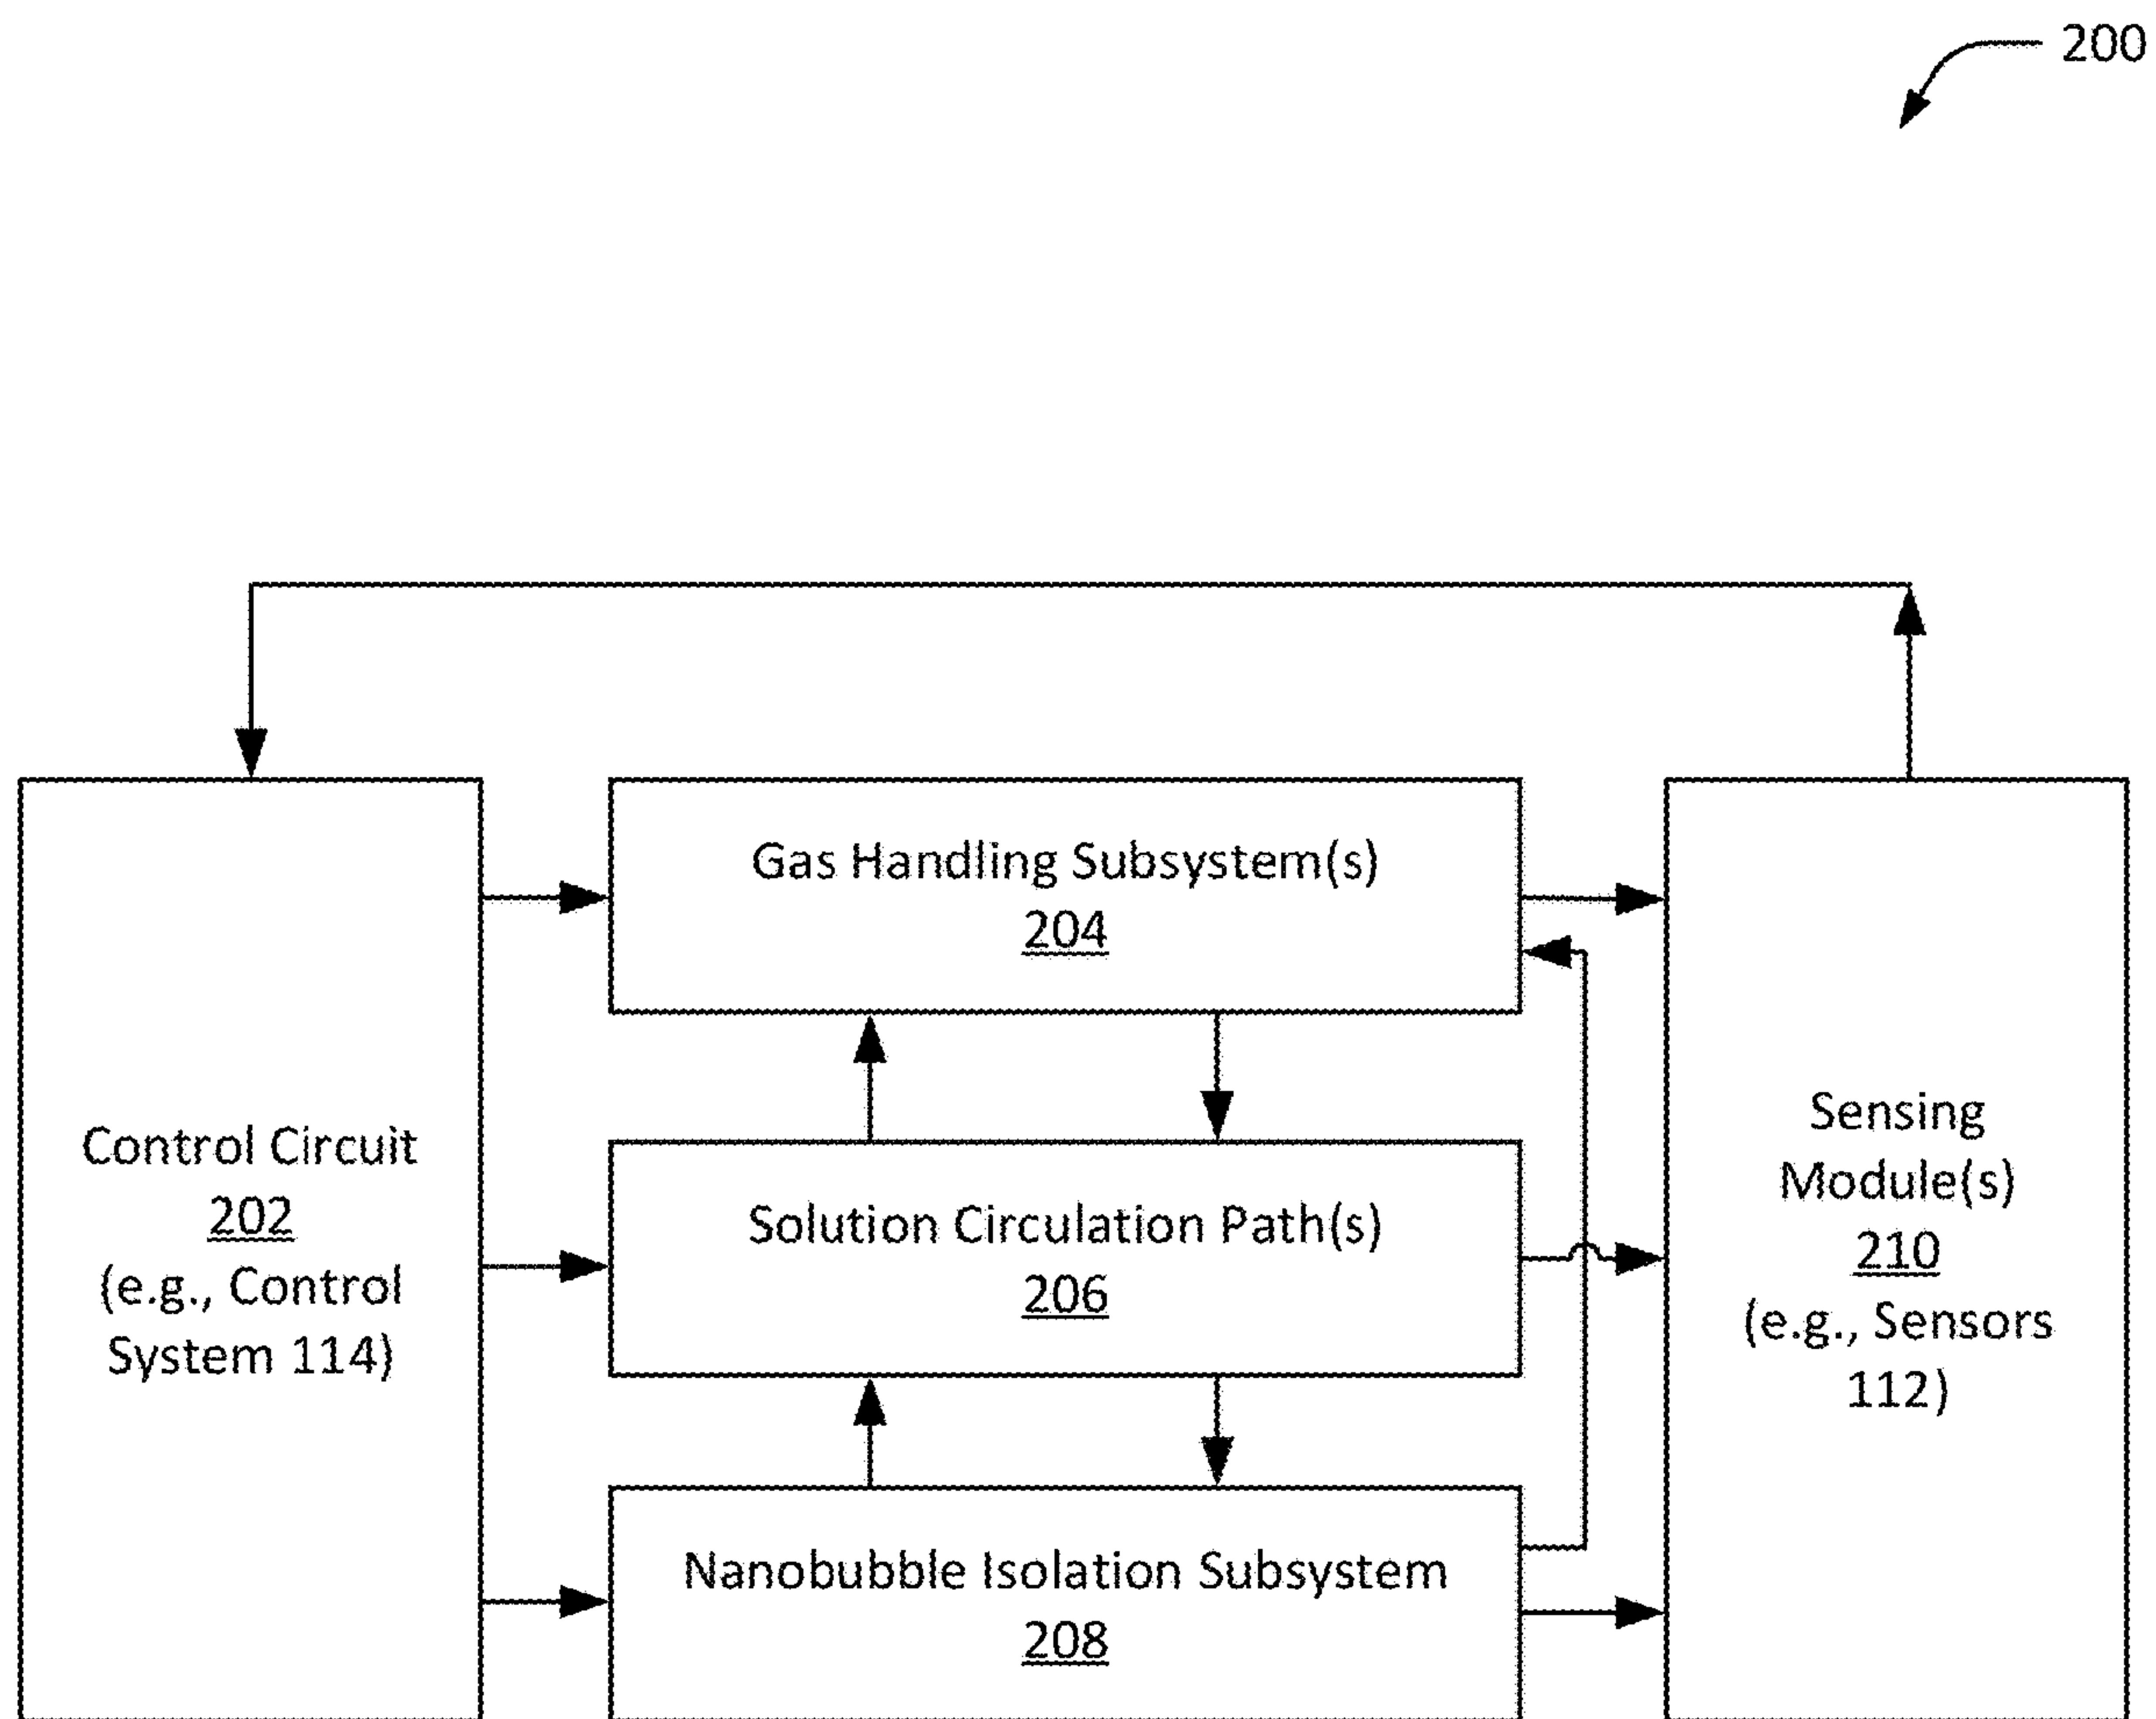 200
Gas Handling Subsystem(s)
204
Control Circuit
202
(e.g., Control
System 114)
Solution Circulation Path(s)
206
Nanobubble Isolation Subsystem
208
Sensing
Module(s)
210
(e.g., Sensors
112)